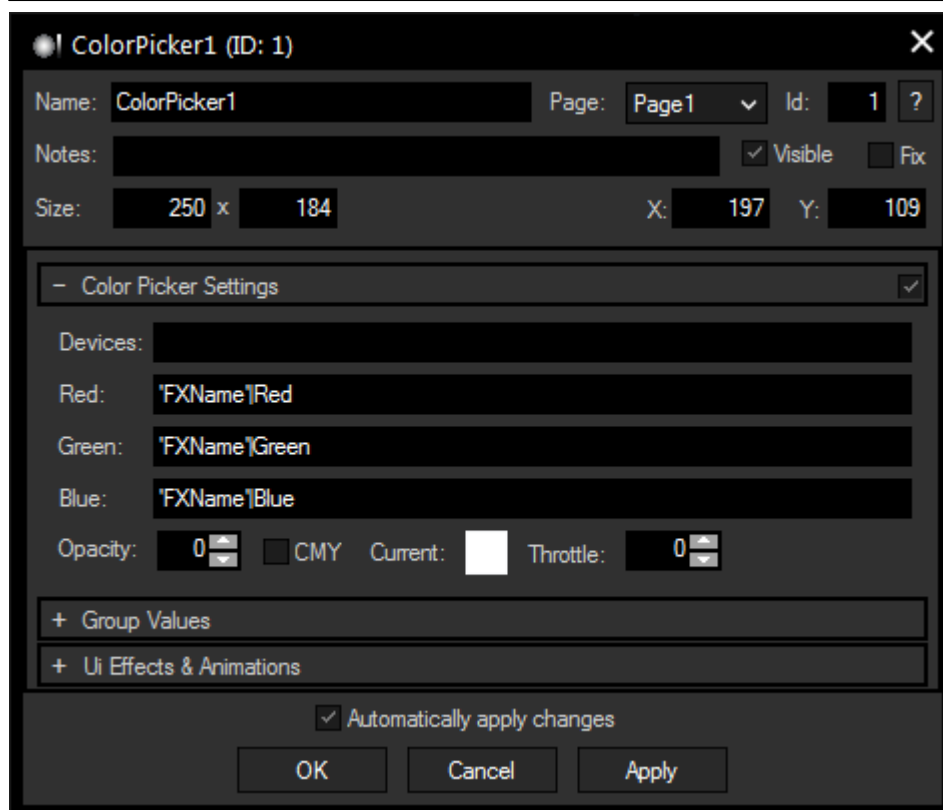 ColorPicker1 (ID: 1)
Name: ColorPicker1 Page: Page1 Id: 1 ?
Notes: Visible Fix
Size: 250 x 184 X: 197 Y: 109
− Color Picker Settings
Devices:
Red: "FXName"|Red
Green: "FXName"|Green
Blue: "FXName"|Blue
Opacity: 0 CMY Current: Throttle: 0
+ Group Values
+ Ui Effects & Animations
Automatically apply changes
OK Cancel Apply